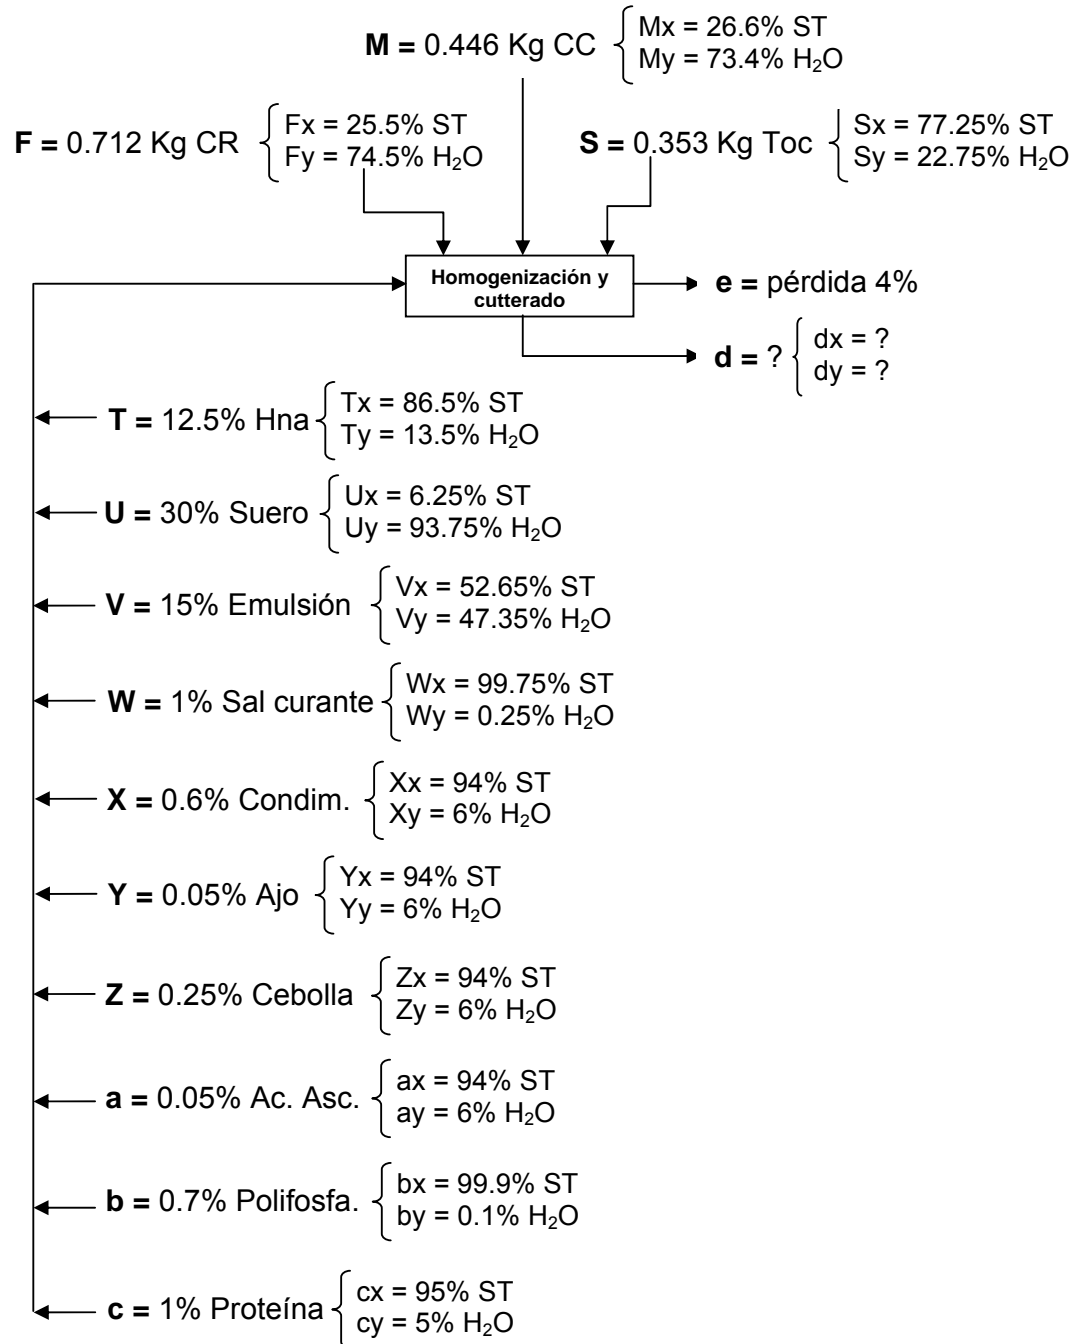 M = 0.446 Kg CC
Mx = 26.6% ST
My = 73.4% H₂O
F = 0.712 Kg CR
Fx = 25.5% ST
Fy = 74.5% H₂O
S = 0.353 Kg Toc
Sx = 77.25% ST
Sy = 22.75% H₂O
Homogenización y
cutterado
e = pérdida 4%
d = ?
dx = ?
dy = ?
T = 12.5% Hna
Tx = 86.5% ST
Ty = 13.5% H₂O
U = 30% Suero
Ux = 6.25% ST
Uy = 93.75% H₂O
V = 15% Emulsión
Vx = 52.65% ST
Vy = 47.35% H₂O
W = 1% Sal curante
Wx = 99.75% ST
Wy = 0.25% H₂O
X = 0.6% Condim.
Xx = 94% ST
Xy = 6% H₂O
Y = 0.05% Ajo
Yx = 94% ST
Yy = 6% H₂O
Z = 0.25% Cebolla
Zx = 94% ST
Zy = 6% H₂O
a = 0.05% Ac. Asc.
ax = 94% ST
ay = 6% H₂O
b = 0.7% Polifosfa.
bx = 99.9% ST
by = 0.1% H₂O
c = 1% Proteína
cx = 95% ST
cy = 5% H₂O